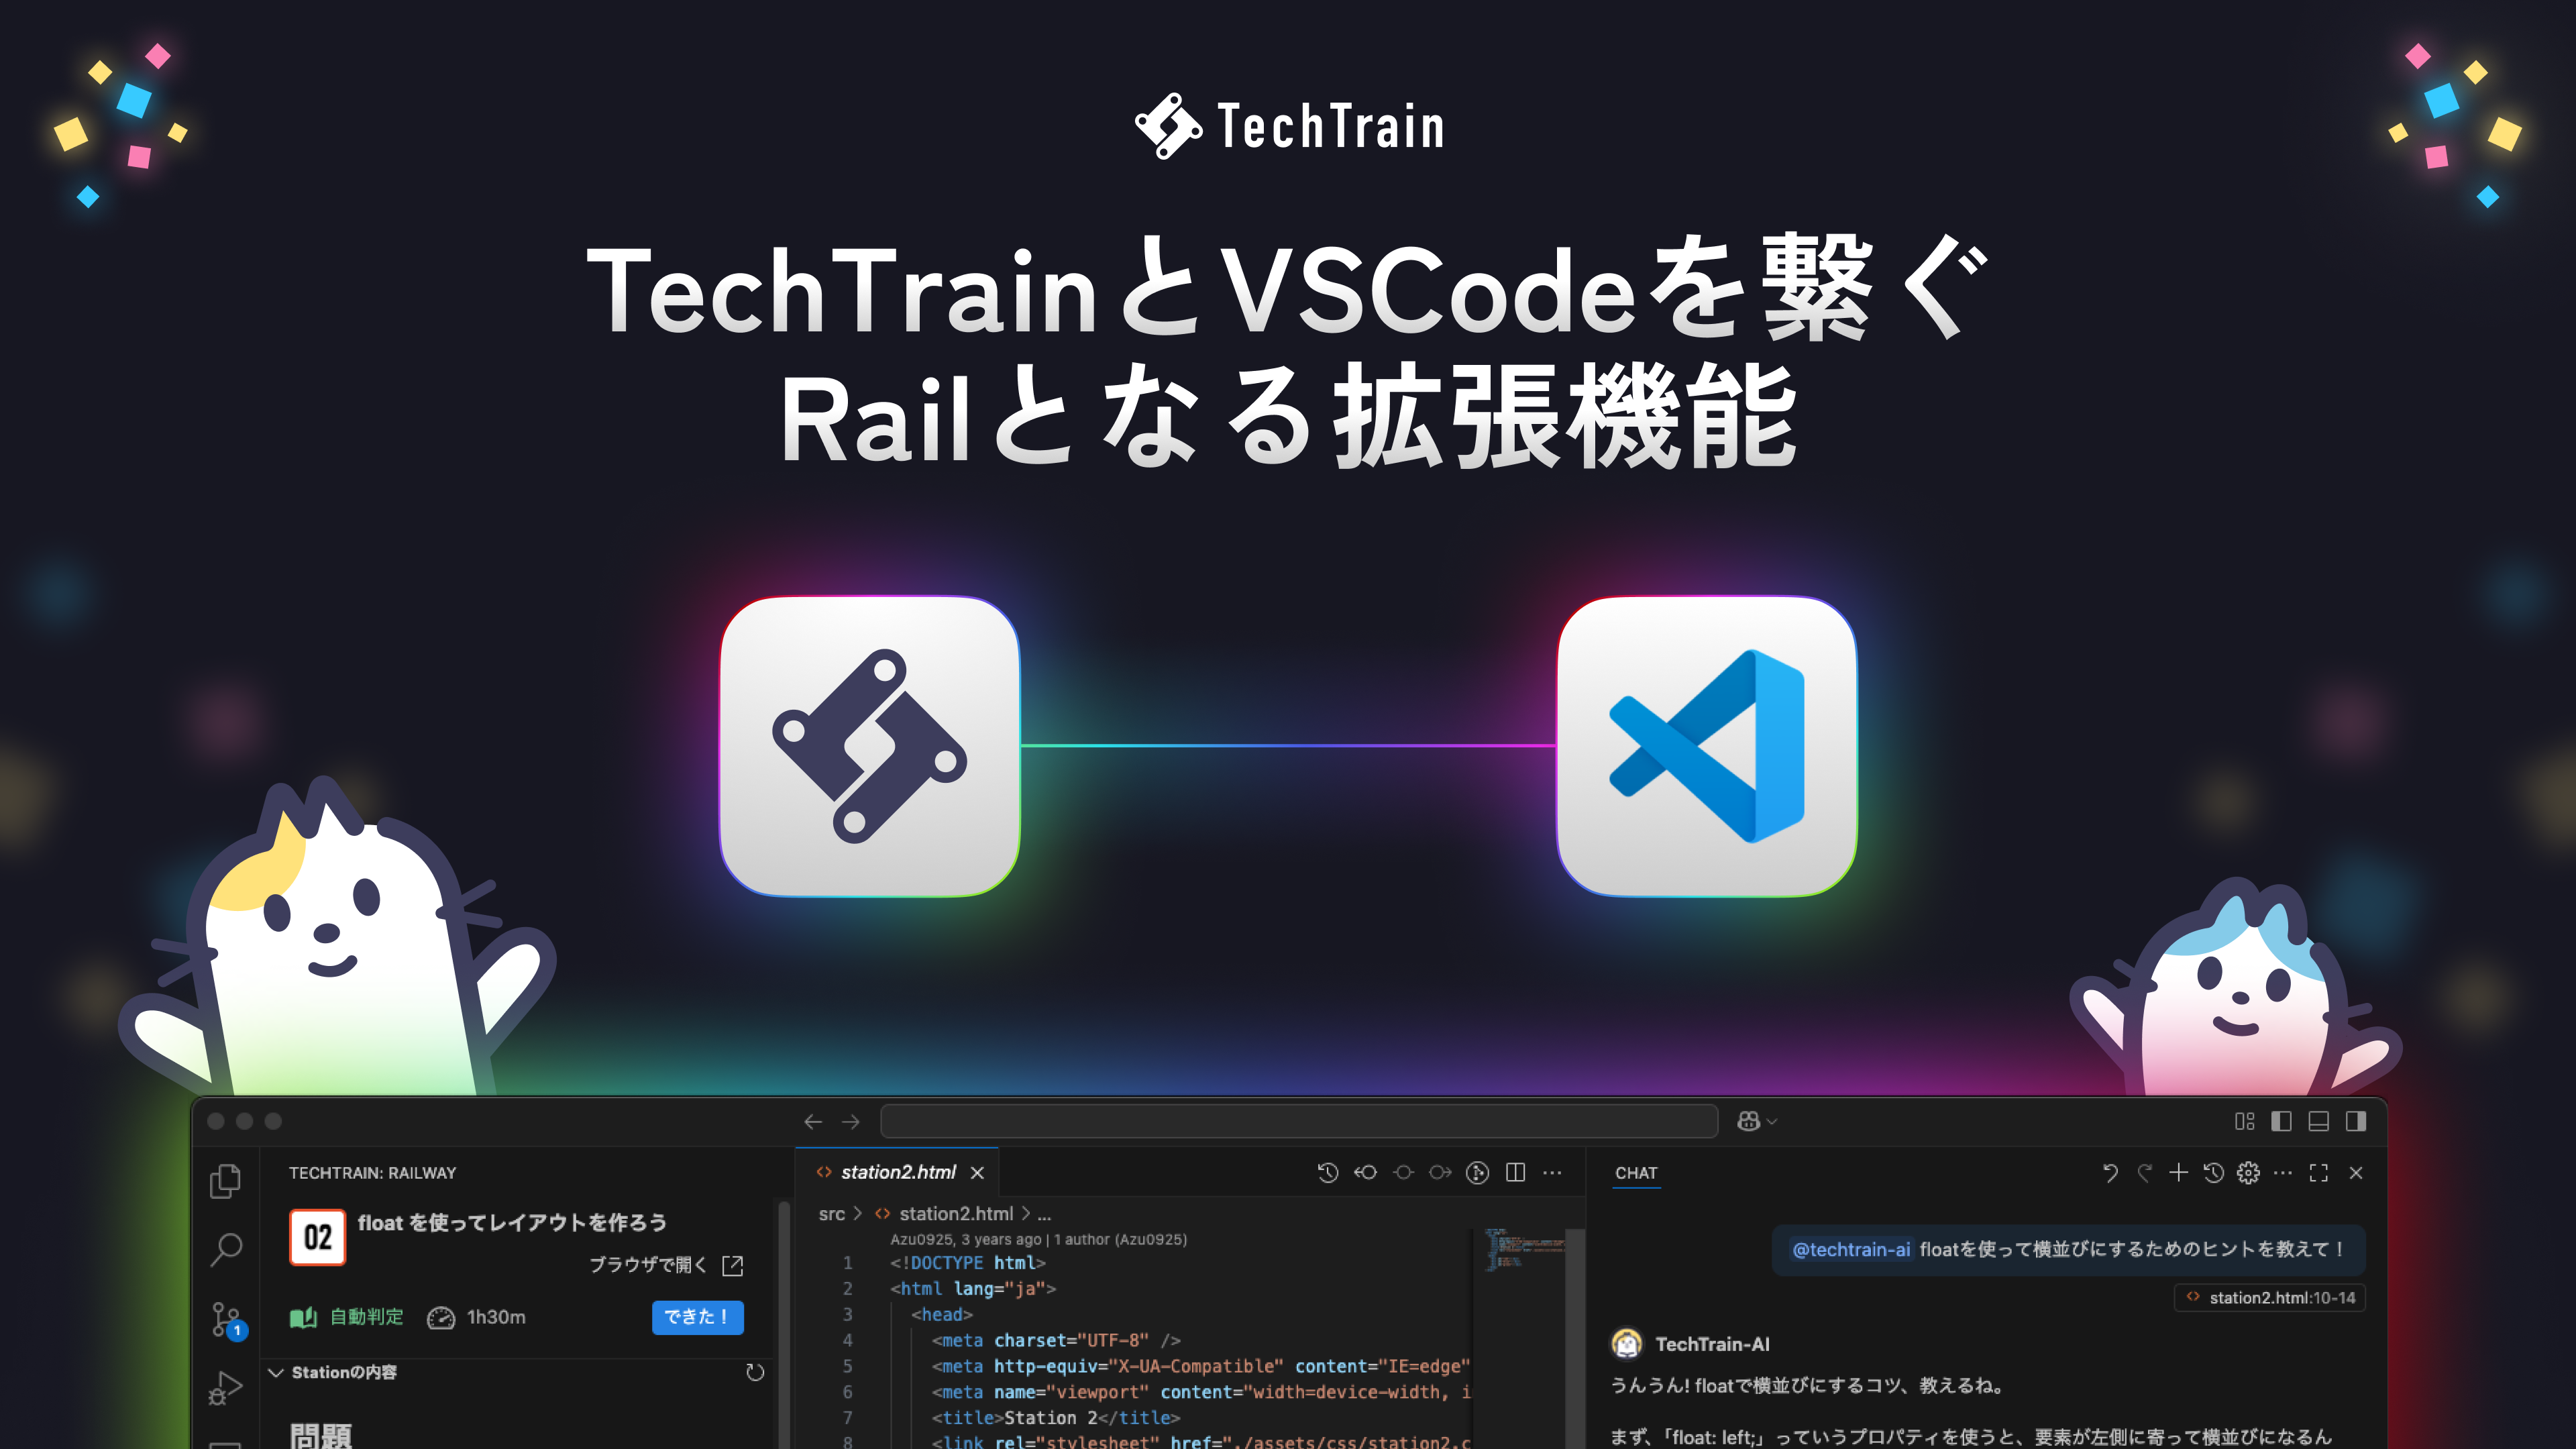 TechTrain
TechTrainとVSCodeを繋ぐ
Railとなる拡張機能
TECHTRAIN: RAILWAY
02
float を使ってレイアウトを作ろう
ブラウザで開く
自動判定
1h30m
できた！
1
Stationの内容
問題
station2.html
src > station2.html > ...
Azu0925, 3 years ago | 1 author (Azu0925)
1 <!DOCTYPE html>
2 <html lang="ja">
3 <head>
4 <meta charset="UTF-8" />
5 <meta http-equiv="X-UA-Compatible" content="IE=edge"
6 <meta name="viewport" content="width=device-width, i
7 <title>Station 2</title>
8 <link rel="stylesheet" href="./assets/css/station2.c
CHAT
@techtrain-ai floatを使って横並びにするためのヒントを教えて！
station2.html:10-14
TechTrain-AI
うんうん! floatで横並びにするコツ、教えるね。
まず、「float: left;」っていうプロパティを使うと、要素が左側に寄って横並びになるん